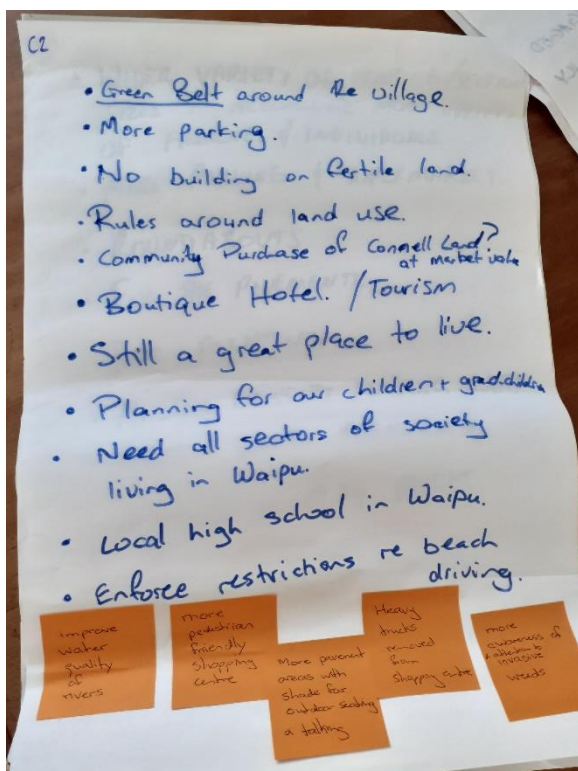 C2
• Green Belt around the village.
• More parking.
• No building on fertile land.
• Rules around land use.
• Community Purchase of Connell Land?
at market value
• Boutique Hotel. / Tourism
• Still a great place to live.
• Planning for our children + grandchildren
• Need all sectors of society
living in Waipu.
• Local high school in Waipu.
• Enforce restrictions re beach
driving.
improve
water
quality
of
rivers
more
pedestrian
friendly
shopping
centre
More pavement
areas with
shade for
outdoor seating
a talking
Heavy
trucks
removed
from
shopping centre
more
awareness of
& attention to
invasive
weeds